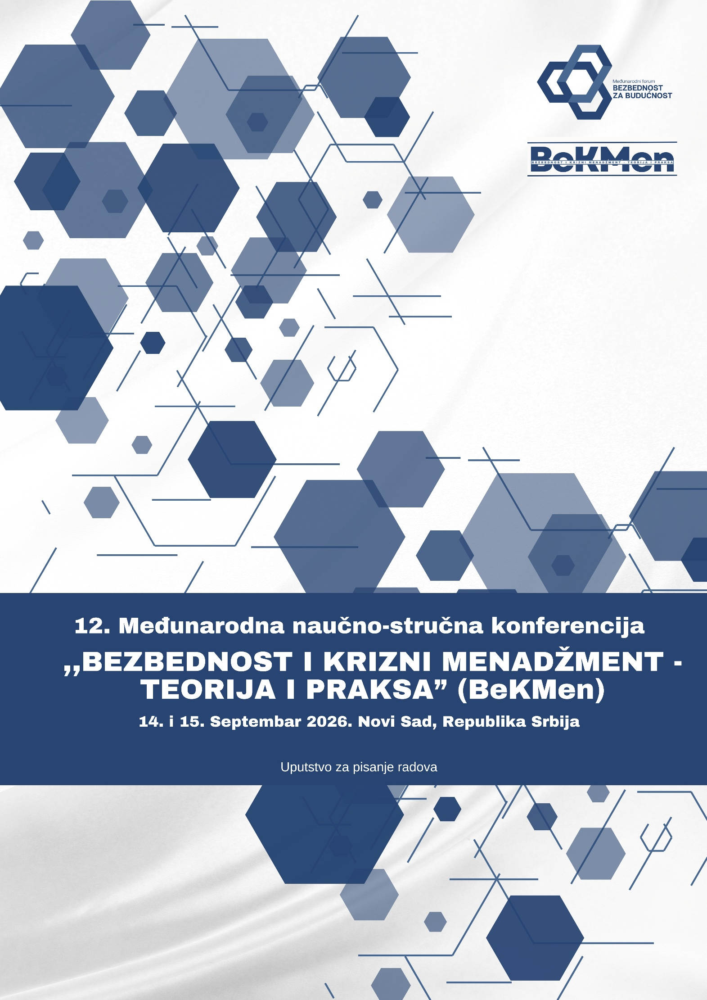 Međunarodni forum
BEZBEDNOST
ZA BUDUĆNOST
BeKMen
BEZBEDNOST I KRIZNI MENADŽMENT - TEORIJA I PRAKSA
12. Međunarodna naučno-stručna konferencija
,,BEZBEDNOST I KRIZNI MENADŽMENT -
TEORIJA I PRAKSA” (BeKMen)
14. i 15. Septembar 2026. Novi Sad, Republika Srbija
Uputstvo za pisanje radova